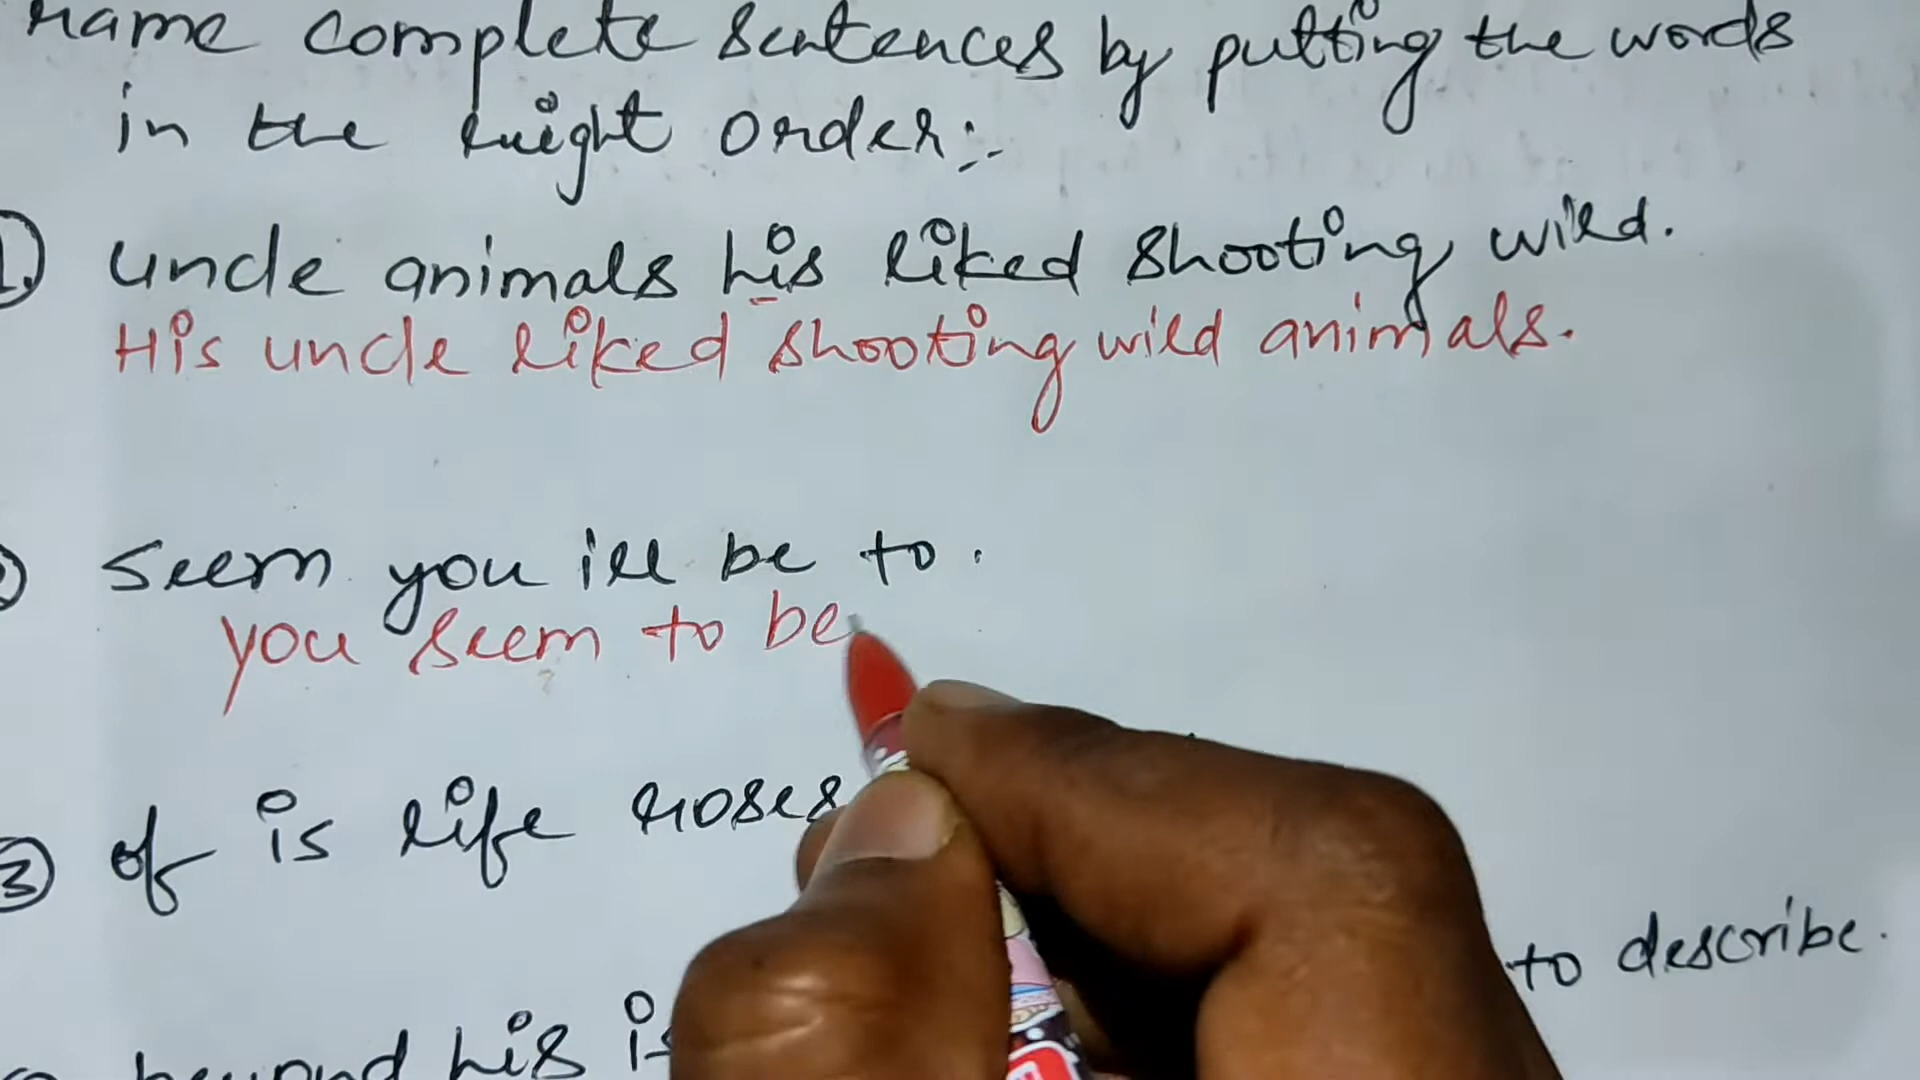 name complete sentences by putting the words
in the right order:-
1. uncle animals his liked shooting wild.
His uncle liked shooting wild animals.
seem you ill be to.
you seem to be
3 of is life roses
to describe.
beyond his